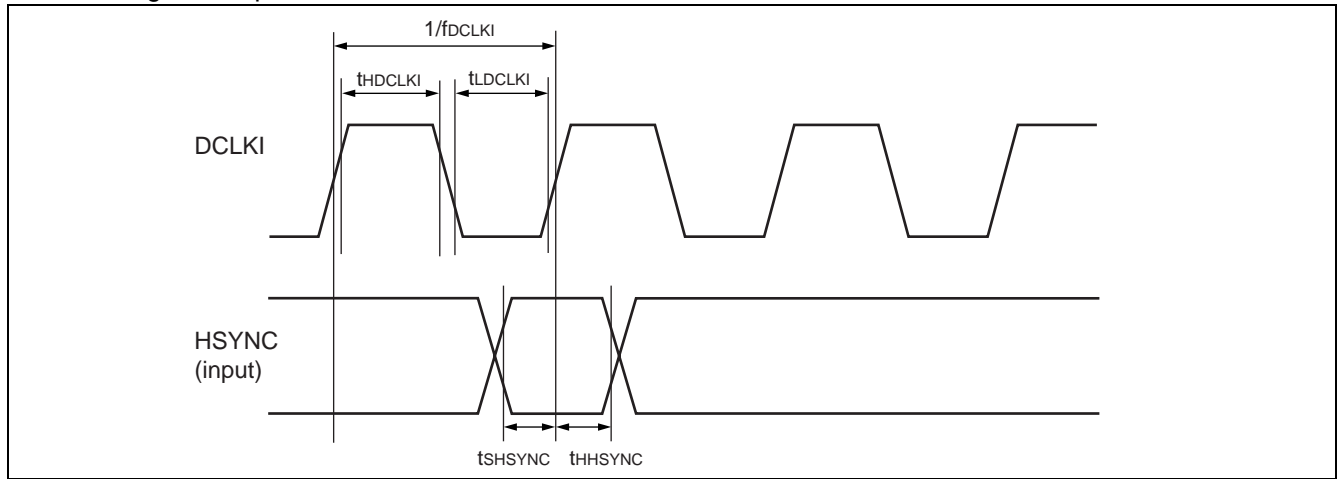 1/fDCLKI
tHDCLKI
tLDCLKI
DCLKI
HSYNC
(input)
tSHSYNC
tHHSYNC